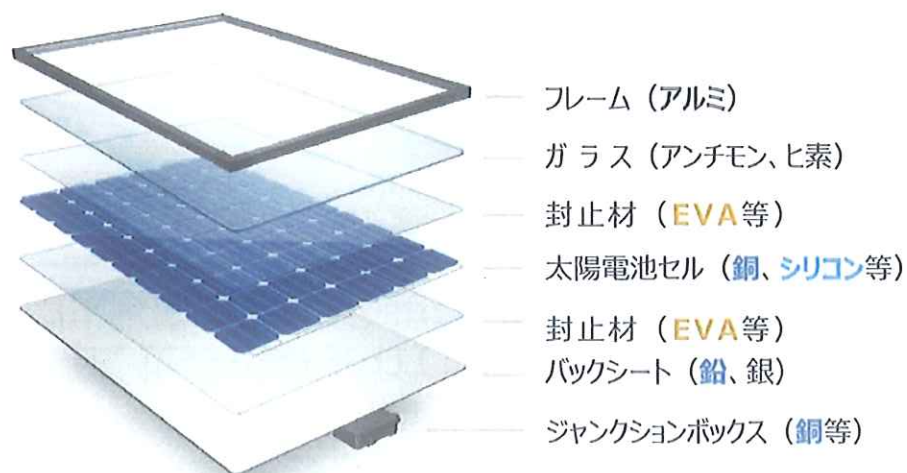 フレーム（アルミ）
ガラス（アンチモン、ヒ素）
封止材（EVA等）
太陽電池セル（銅、シリコン等）
封止材（EVA等）
バックシート（鉛、銀）
ジャンクションボックス（銅等）